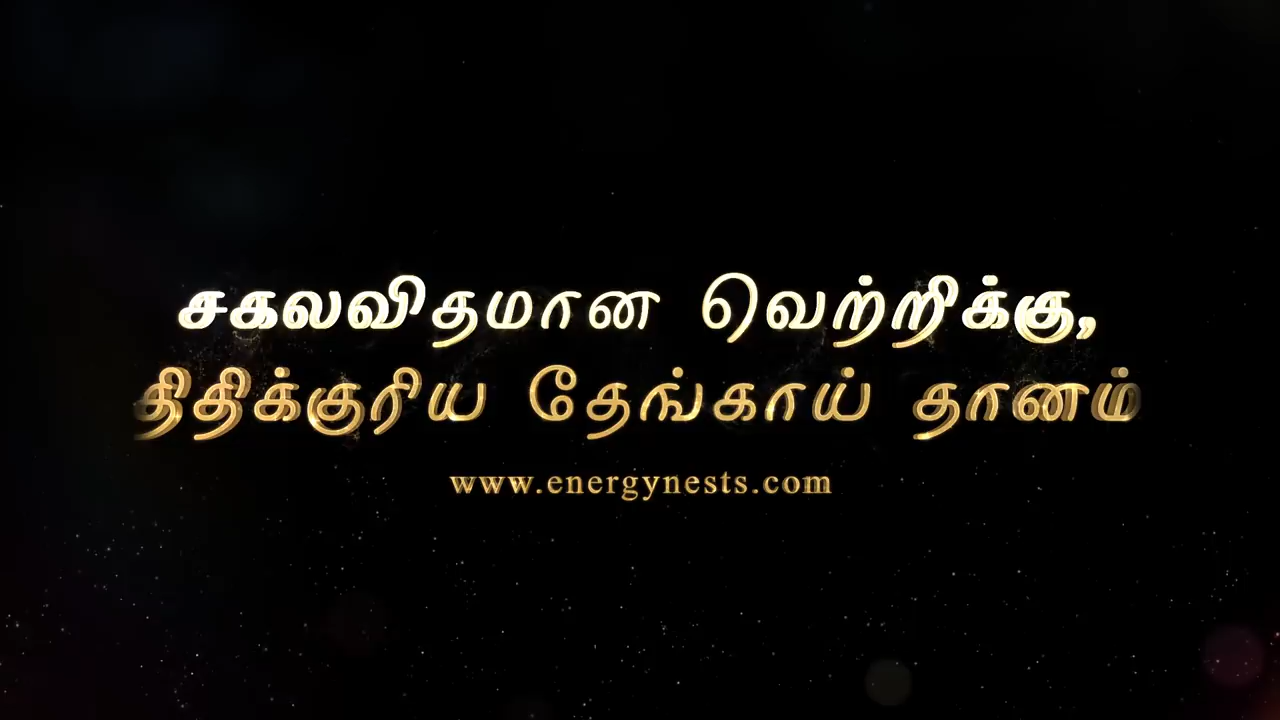 சகலவிதமான வெற்றிக்கு,
திதிக்குரிய தேங்காய் தானம்
www.energynests.com